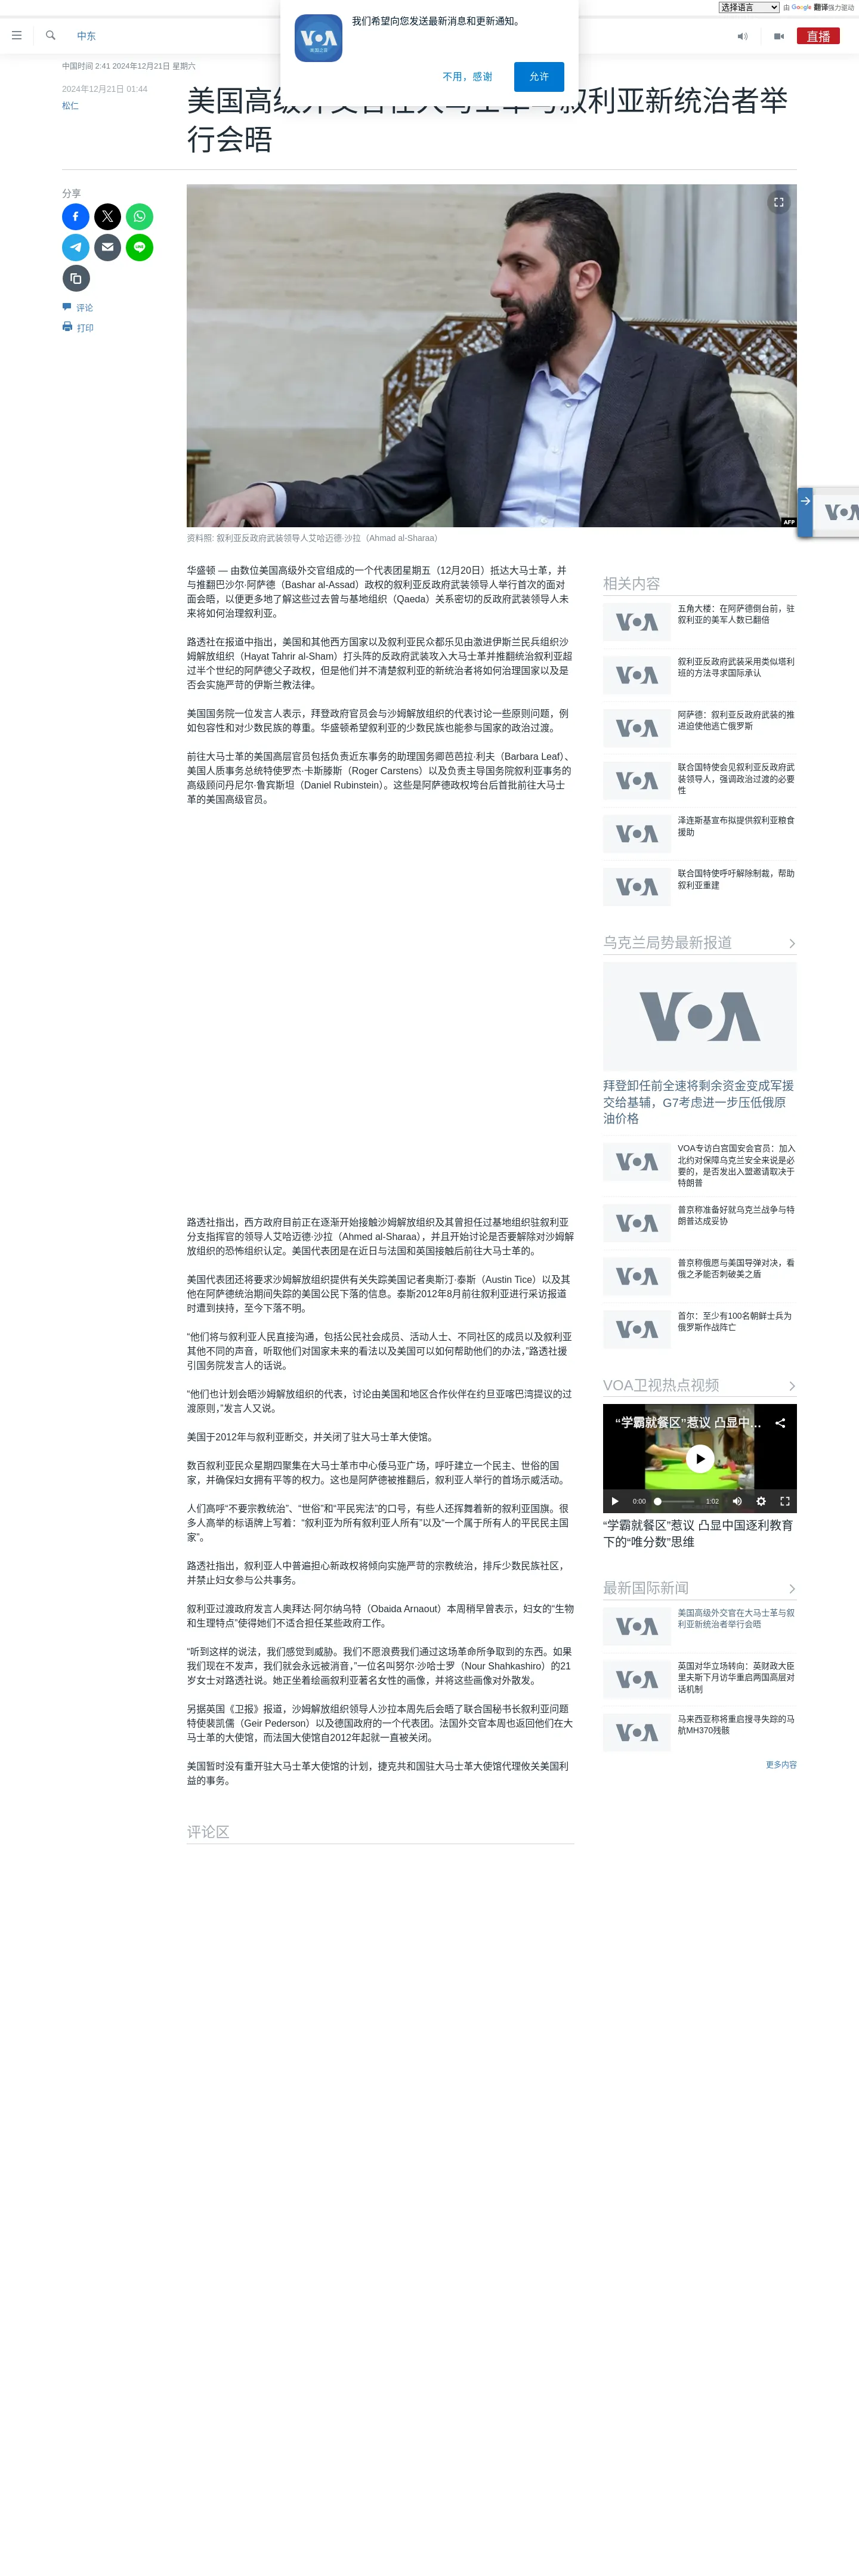 选择语言
由 Google 翻译强力驱动
VOA
美国之音
我们希望向您发送最新消息和更新通知。
不用，感谢
允许
中东
直播
中国时间 2:41 2024年12月21日 星期六
2024年12月21日 01:44
松仁
美国高级外交官在大马士革与叙利亚新统治者举
行会晤
分享
LINE
评论
打印
AFP
资料照: 叙利亚反政府武装领导人艾哈迈德·沙拉（Ahmad al-Sharaa）
华盛顿 — 由数位美国高级外交官组成的一个代表团星期五（12月20日）抵达大马士革，并
与推翻巴沙尔·阿萨德（Bashar al-Assad）政权的叙利亚反政府武装领导人举行首次的面对
面会晤，以便更多地了解这些过去曾与基地组织（Qaeda）关系密切的反政府武装领导人未
来将如何治理叙利亚。
路透社在报道中指出，美国和其他西方国家以及叙利亚民众都乐见由激进伊斯兰民兵组织沙
姆解放组织（Hayat Tahrir al-Sham）打头阵的反政府武装攻入大马士革并推翻统治叙利亚超
过半个世纪的阿萨德父子政权，但是他们并不清楚叙利亚的新统治者将如何治理国家以及是
否会实施严苛的伊斯兰教法律。
美国国务院一位发言人表示，拜登政府官员会与沙姆解放组织的代表讨论一些原则问题，例
如包容性和对少数民族的尊重。华盛顿希望叙利亚的少数民族也能参与国家的政治过渡。
前往大马士革的美国高层官员包括负责近东事务的助理国务卿芭芭拉·利夫（Barbara Leaf）、
美国人质事务总统特使罗杰·卡斯滕斯（Roger Carstens）以及负责主导国务院叙利亚事务的
高级顾问丹尼尔·鲁宾斯坦（Daniel Rubinstein）。这些是阿萨德政权垮台后首批前往大马士
革的美国高级官员。
路透社指出，西方政府目前正在逐渐开始接触沙姆解放组织及其曾担任过基地组织驻叙利亚
分支指挥官的领导人艾哈迈德·沙拉（Ahmed al-Sharaa），并且开始讨论是否要解除对沙姆解
放组织的恐怖组织认定。美国代表团是在近日与法国和英国接触后前往大马士革的。
美国代表团还将要求沙姆解放组织提供有关失踪美国记者奥斯汀·泰斯（Austin Tice）以及其
他在阿萨德统治期间失踪的美国公民下落的信息。泰斯2012年8月前往叙利亚进行采访报道
时遭到挟持，至今下落不明。
“他们将与叙利亚人民直接沟通，包括公民社会成员、活动人士、不同社区的成员以及叙利亚
其他不同的声音，听取他们对国家未来的看法以及美国可以如何帮助他们的办法，”路透社援
引国务院发言人的话说。
“他们也计划会晤沙姆解放组织的代表，讨论由美国和地区合作伙伴在约旦亚喀巴湾提议的过
渡原则，”发言人又说。
美国于2012年与叙利亚断交，并关闭了驻大马士革大使馆。
数百叙利亚民众星期四聚集在大马士革市中心倭马亚广场，呼吁建立一个民主、世俗的国
家，并确保妇女拥有平等的权力。这也是阿萨德被推翻后，叙利亚人举行的首场示威活动。
人们高呼“不要宗教统治”、“世俗”和“平民宪法”的口号，有些人还挥舞着新的叙利亚国旗。很
多人高举的标语牌上写着：“叙利亚为所有叙利亚人所有”以及“一个属于所有人的平民民主国
家”。
路透社指出，叙利亚人中普遍担心新政权将倾向实施严苛的宗教统治，排斥少数民族社区，
并禁止妇女参与公共事务。
叙利亚过渡政府发言人奥拜达·阿尔纳乌特（Obaida Arnaout）本周稍早曾表示，妇女的“生物
和生理特点”使得她们不适合担任某些政府工作。
“听到这样的说法，我们感觉到威胁。我们不愿浪费我们通过这场革命所争取到的东西。如果
我们现在不发声，我们就会永远被消音，”一位名叫努尔·沙哈士罗（Nour Shahkashiro）的21
岁女士对路透社说。她正坐着绘画叙利亚著名女性的画像，并将这些画像对外散发。
另据英国《卫报》报道，沙姆解放组织领导人沙拉本周先后会晤了联合国秘书长叙利亚问题
特使裴凯儒（Geir Pederson）以及德国政府的一个代表团。法国外交官本周也返回他们在大
马士革的大使馆，而法国大使馆自2012年起就一直被关闭。
美国暂时没有重开驻大马士革大使馆的计划，捷克共和国驻大马士革大使馆代理攸关美国利
益的事务。
评论区
相关内容
五角大楼：在阿萨德倒台前，驻
叙利亚的美军人数已翻倍
叙利亚反政府武装采用类似塔利
班的方法寻求国际承认
阿萨德：叙利亚反政府武装的推
进迫使他逃亡俄罗斯
联合国特使会见叙利亚反政府武
装领导人，强调政治过渡的必要
性
泽连斯基宣布拟提供叙利亚粮食
援助
联合国特使呼吁解除制裁，帮助
叙利亚重建
乌克兰局势最新报道
VOA
拜登卸任前全速将剩余资金变成军援
交给基辅，G7考虑进一步压低俄原
油价格
VOA专访白宫国安会官员：加入
北约对保障乌克兰安全来说是必
要的，是否发出入盟邀请取决于
特朗普
普京称准备好就乌克兰战争与特
朗普达成妥协
普京称俄愿与美国导弹对决，看
俄之矛能否刺破美之盾
首尔：至少有100名朝鲜士兵为
俄罗斯作战阵亡
VOA卫视热点视频
“学霸就餐区”惹议 凸显中...
0:00
1:02
“学霸就餐区”惹议 凸显中国逐利教育
下的“唯分数”思维
最新国际新闻
美国高级外交官在大马士革与叙
利亚新统治者举行会晤
英国对华立场转向：英财政大臣
里夫斯下月访华重启两国高层对
话机制
马来西亚称将重启搜寻失踪的马
航MH370残骸
更多内容